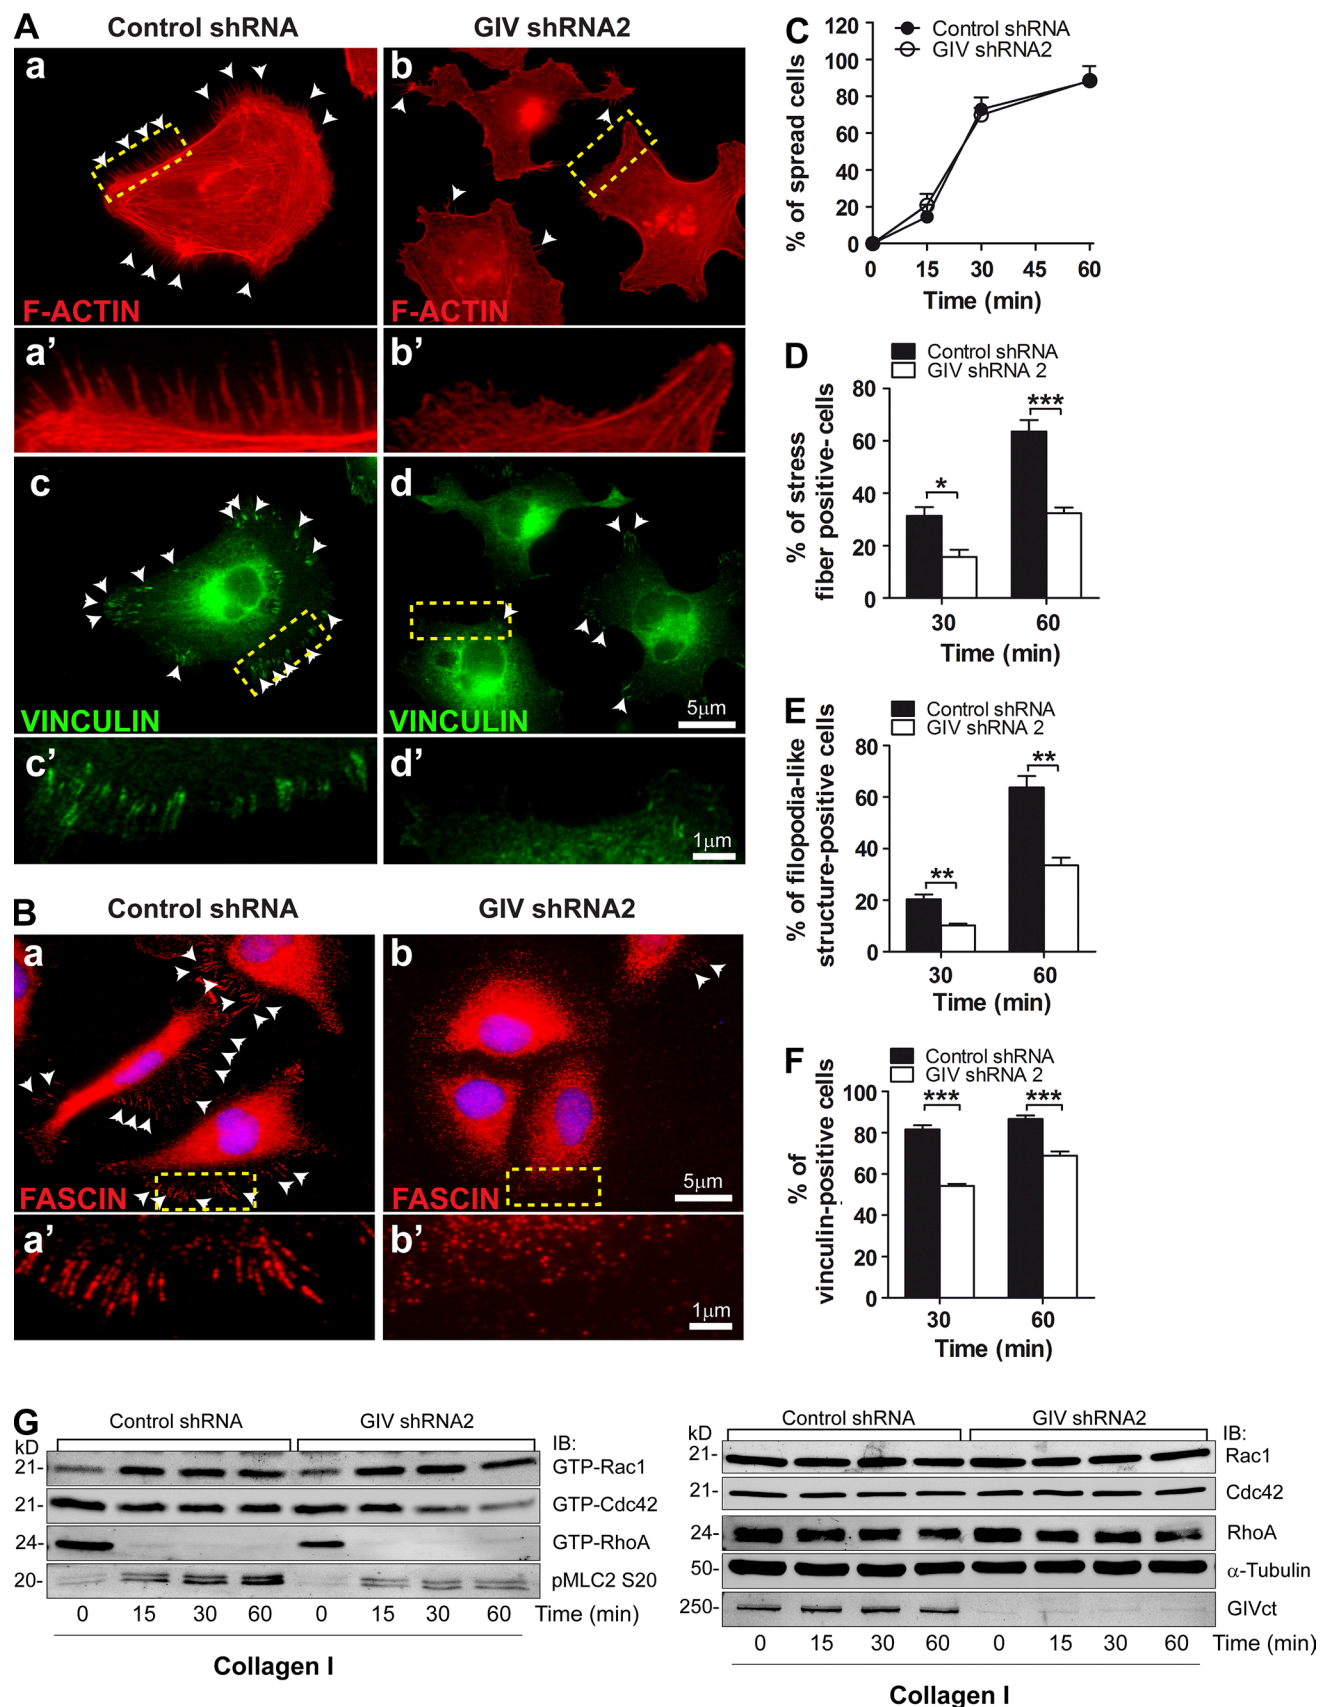 A
Control shRNA
GIV shRNA2
a
b
F-ACTIN
F-ACTIN
a'
b'
c
d
VINCULIN
VINCULIN
5µm
c'
d'
1µm
B
Control shRNA
GIV shRNA2
a
b
FASCIN
FASCIN
5µm
a'
b'
1µm
C
Control shRNA
GIV shRNA2
% of spread cells
120
100
80
60
40
20
0
0 15 30 45 60
Time (min)
D
Control shRNA
GIV shRNA 2
% of stress
fiber positive- cells
80
60
40
20
0
*
***
30 60
Time (min)
E
Control shRNA
GIV shRNA 2
% of filopodia-like
structure-positive cells
80
60
40
20
0
**
**
30 60
Time (min)
F
Control shRNA
GIV shRNA 2
% of
vinculin-positive cells
100
80
60
40
20
0
***
***
30 60
Time (min)
G
Control shRNA
GIV shRNA2
kD
IB:
21- GTP-Rac1
21- GTP-Cdc42
24- GTP-RhoA
20- pMLC2 S20
0 15 30 60 0 15 30 60 Time (min)
Collagen I
Control shRNA
GIV shRNA2
kD
IB:
21- Rac1
21- Cdc42
24- RhoA
50- α-Tubulin
250- GIVct
0 15 30 60 0 15 30 60 Time (min)
Collagen I